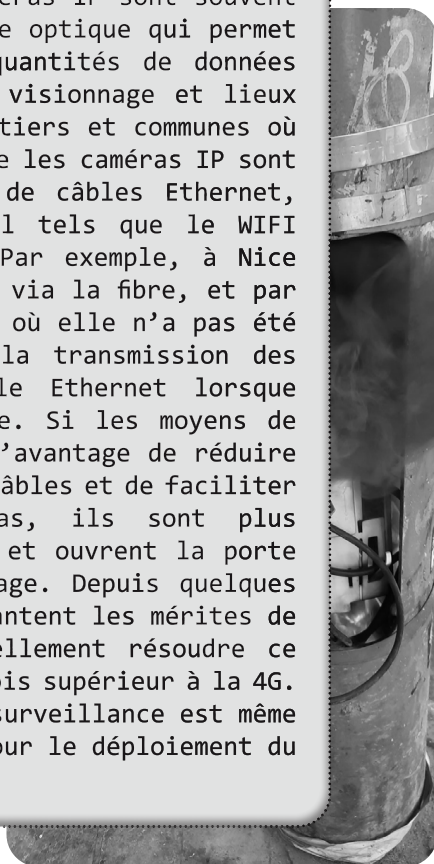 sont souvent
optique qui permet
quantités de données
visionnage et lieux
tiers et communes où
les caméras IP sont
de câbles Ethernet,
tels que le WIFI
Par exemple, à Nice
via la fibre, et par
où elle n’a pas été
la transmission des
Ethernet lorsque
Si les moyens de
’avantage de réduire
âbles et de faciliter
as, ils sont plus
et ouvrent la porte
age. Depuis quelques
antent les mérites de
ellement résoudre ce
ois supérieur à la 4G.
surveillance est même
our le déploiement du